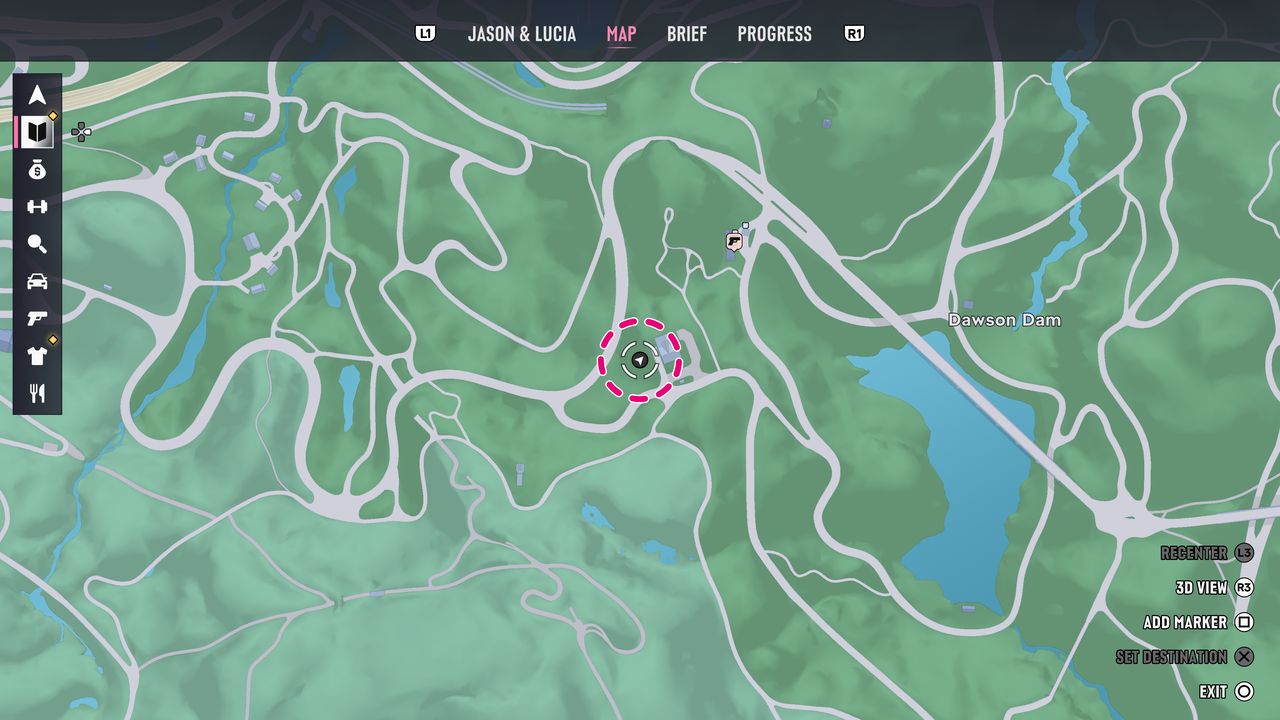 L1 JASON & LUCIA MAP BRIEF PROGRESS R1
Dawson Dam
RECENTER L3
3D VIEW R3
ADD MARKER
SET DESTINATION
EXIT